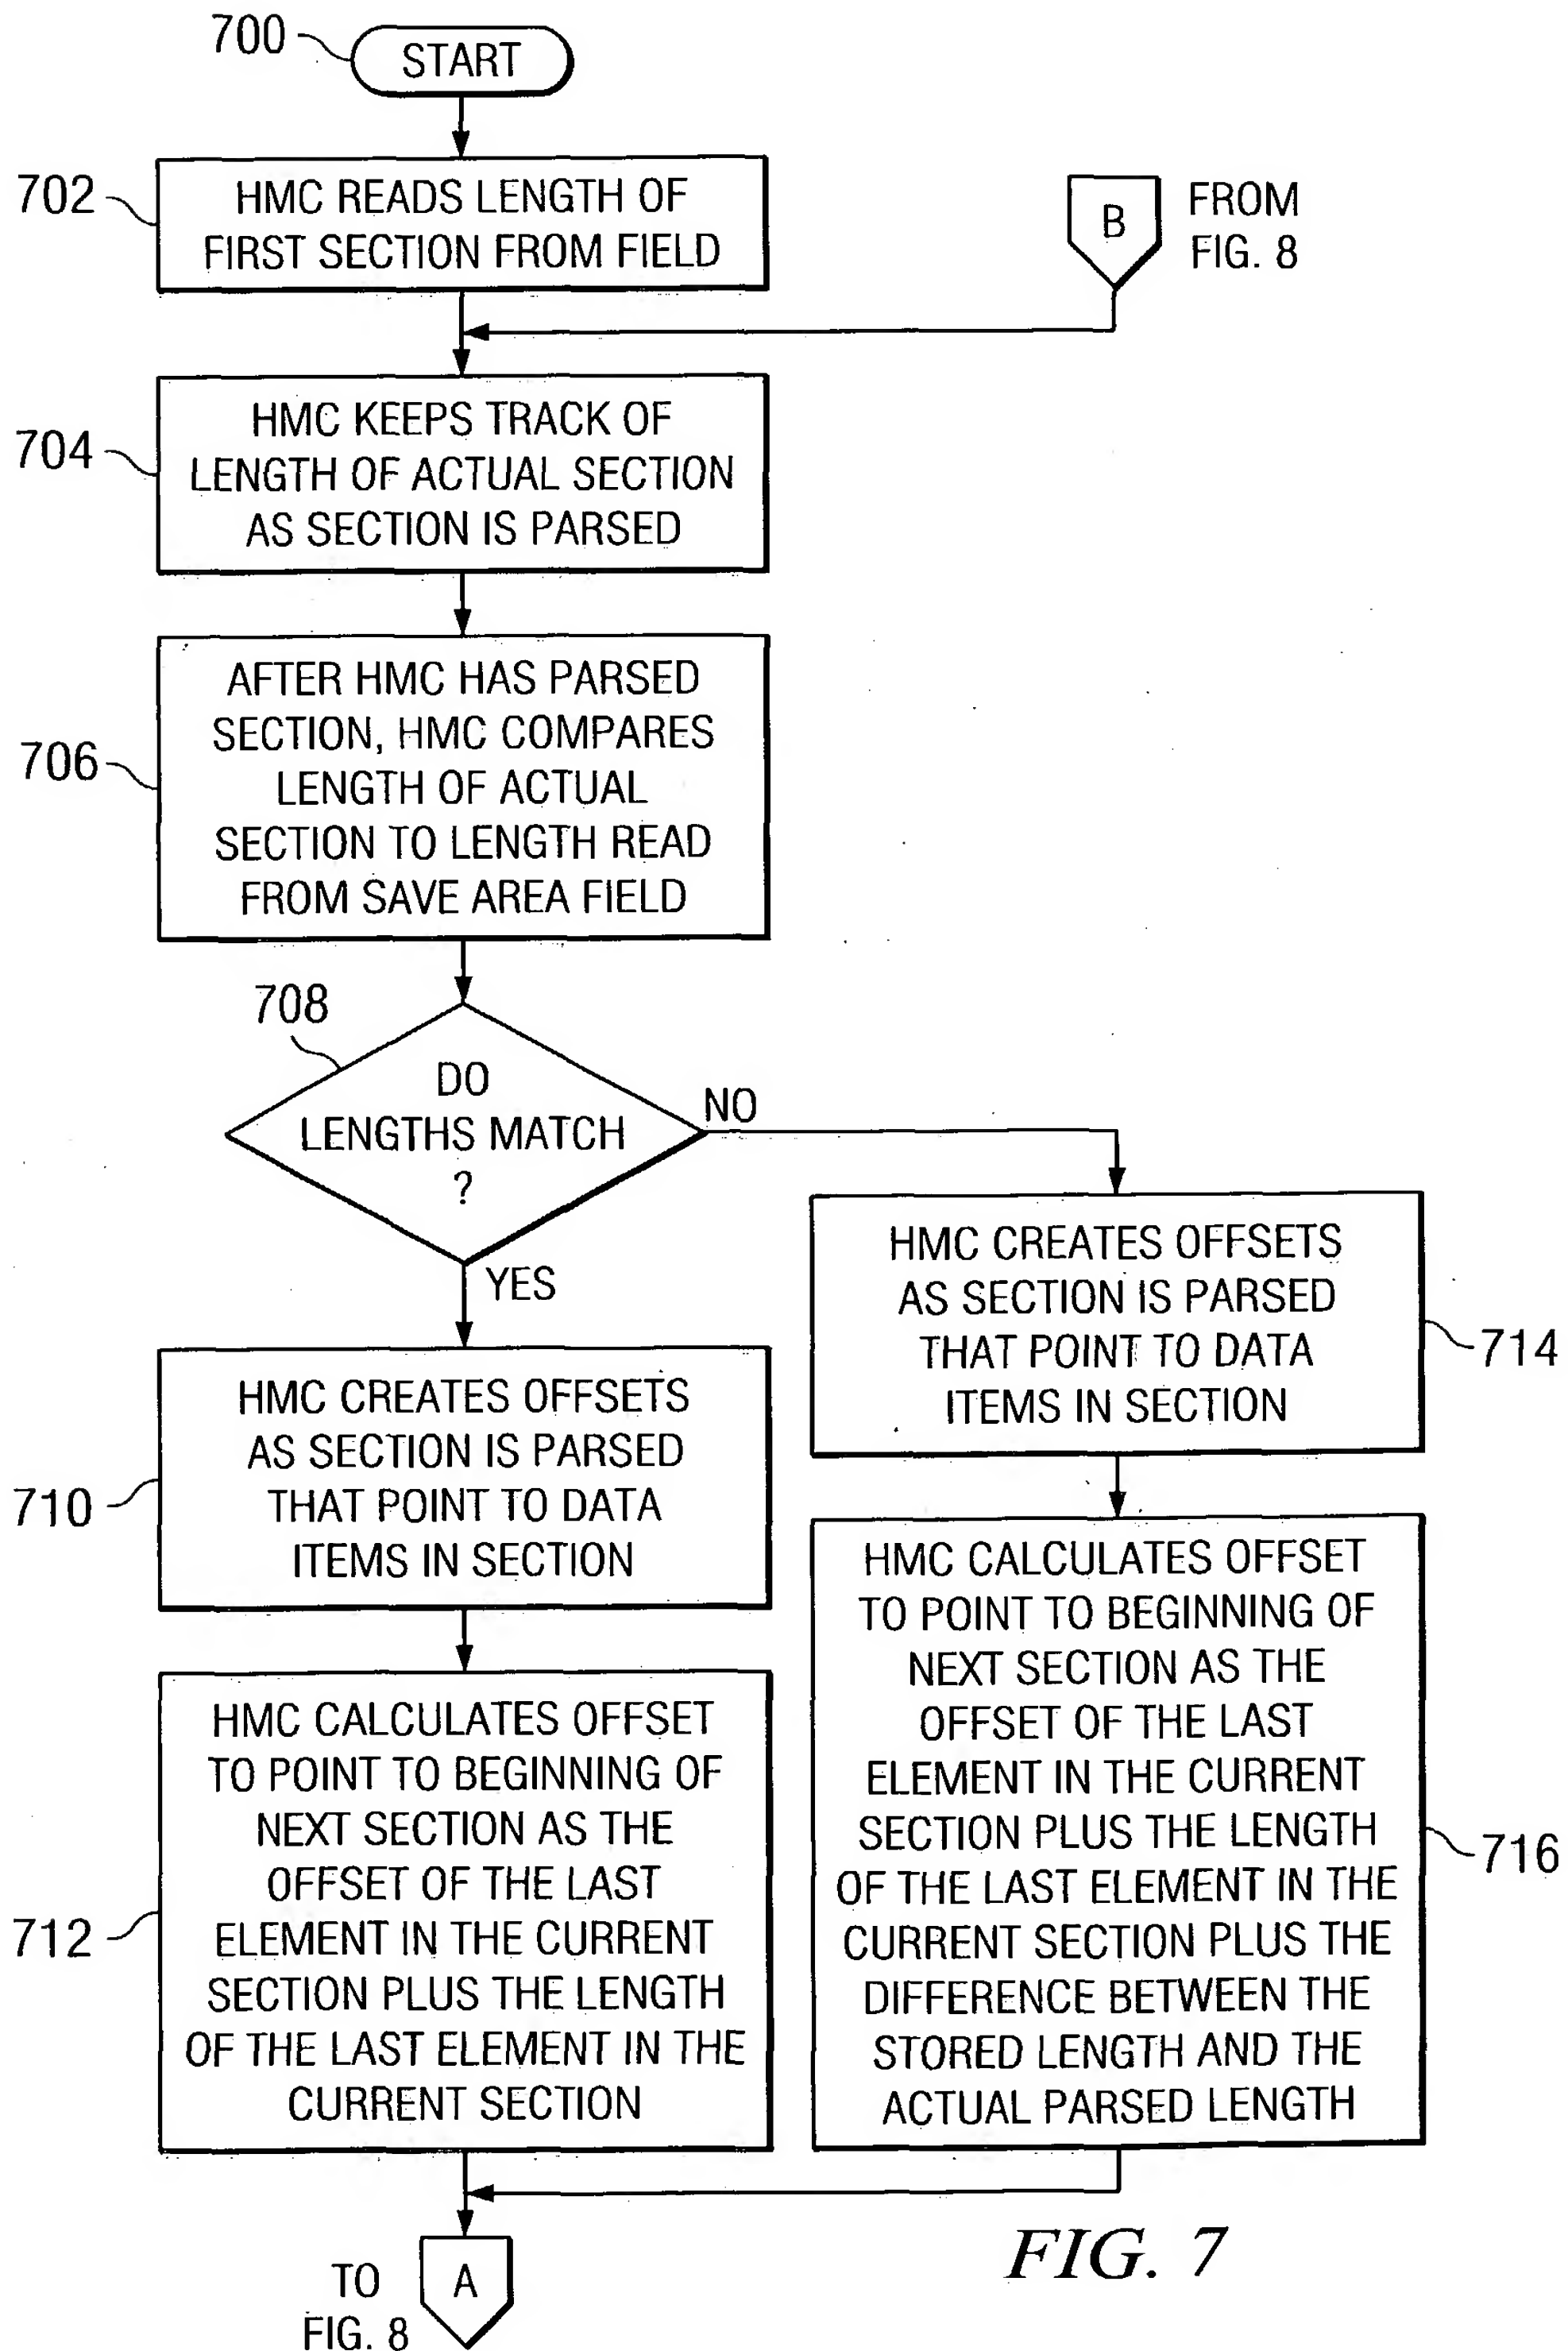 700
START
702
HMC READS LENGTH OF
FIRST SECTION FROM FIELD
B
FROM
FIG. 8
704
HMC KEEPS TRACK OF
LENGTH OF ACTUAL SECTION
AS SECTION IS PARSED
706
AFTER HMC HAS PARSED
SECTION, HMC COMPARES
LENGTH OF ACTUAL
SECTION TO LENGTH READ
FROM SAVE AREA FIELD
708
DO
LENGTHS MATCH
?
NO
YES
710
HMC CREATES OFFSETS
AS SECTION IS PARSED
THAT POINT TO DATA
ITEMS IN SECTION
714
HMC CREATES OFFSETS
AS SECTION IS PARSED
THAT POINT TO DATA
ITEMS IN SECTION
712
HMC CALCULATES OFFSET
TO POINT TO BEGINNING OF
NEXT SECTION AS THE
OFFSET OF THE LAST
ELEMENT IN THE CURRENT
SECTION PLUS THE LENGTH
OF THE LAST ELEMENT IN THE
CURRENT SECTION
716
HMC CALCULATES OFFSET
TO POINT TO BEGINNING OF
NEXT SECTION AS THE
OFFSET OF THE LAST
ELEMENT IN THE CURRENT
SECTION PLUS THE LENGTH
OF THE LAST ELEMENT IN THE
CURRENT SECTION PLUS THE
DIFFERENCE BETWEEN THE
STORED LENGTH AND THE
ACTUAL PARSED LENGTH
TO
FIG. 8
A
FIG. 7